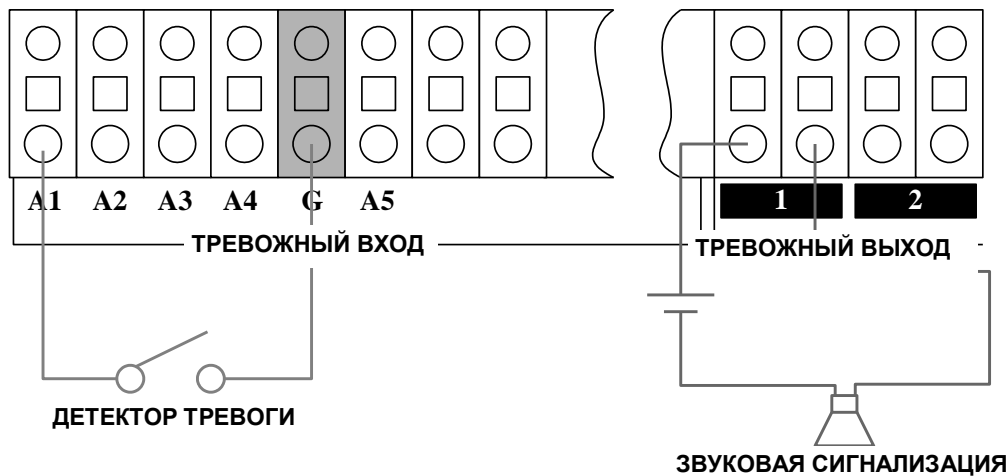 A1 A2 A3 A4 G A5
1 2
ТРЕВОЖНЫЙ ВХОД
ТРЕВОЖНЫЙ ВЫХОД
ДЕТЕКТОР ТРЕВОГИ
ЗВУКОВАЯ СИГНАЛИЗАЦИЯ